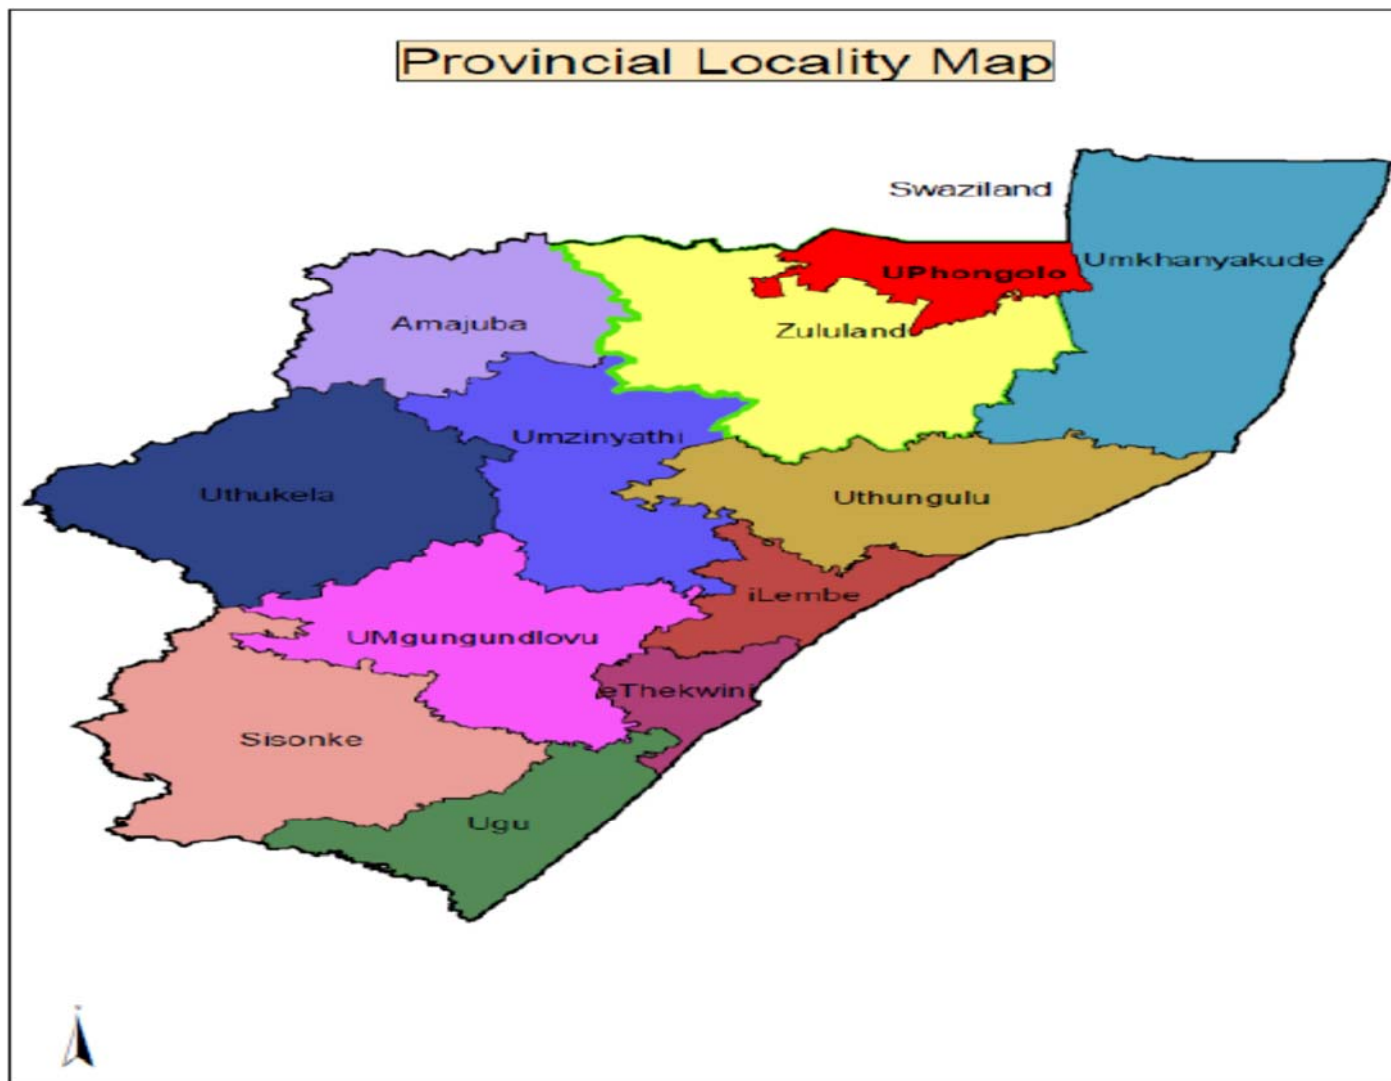 Provincial Locality Map
Swaziland
Umkhanyakude
UPhongolo
Amajuba
Zululand
Umzinyathi
Uthukela
Uthungulu
iLembe
UMgungundlovu
eThekwini
Sisonke
Ugu